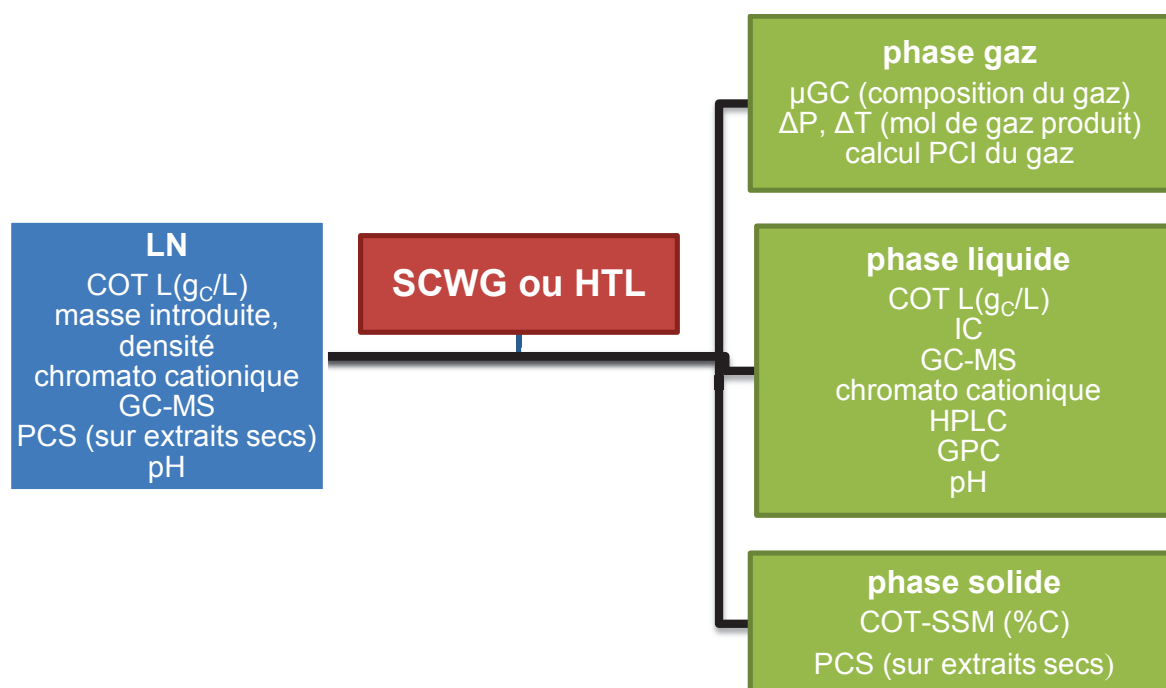 LN
COT L(gC/L)
masse introduite,
densité
chromato cationique
GC-MS
PCS (sur extraits secs)
pH
SCWG ou HTL
phase gaz
µGC (composition du gaz)
ΔP, ΔT (mol de gaz produit)
calcul PCI du gaz
phase liquide
COT L(gC/L)
IC
GC-MS
chromato cationique
HPLC
GPC
pH
phase solide
COT-SSM (%C)
PCS (sur extraits secs)